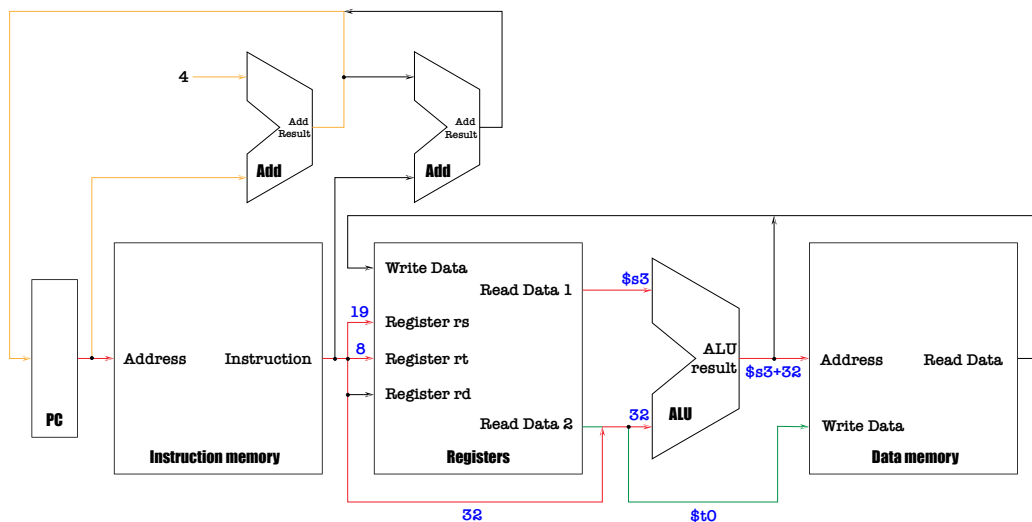 4
Add
Result
Add
Add
Result
Add
Write Data
Read Data 1
$s3
19
Register rs
8
Register rt
Register rd
Read Data 2
Registers
32
PC
Address
Instruction
Instruction memory
32
ALU
result
ALU
$s3+32
$t0
Address
Read Data
Write Data
Data memory